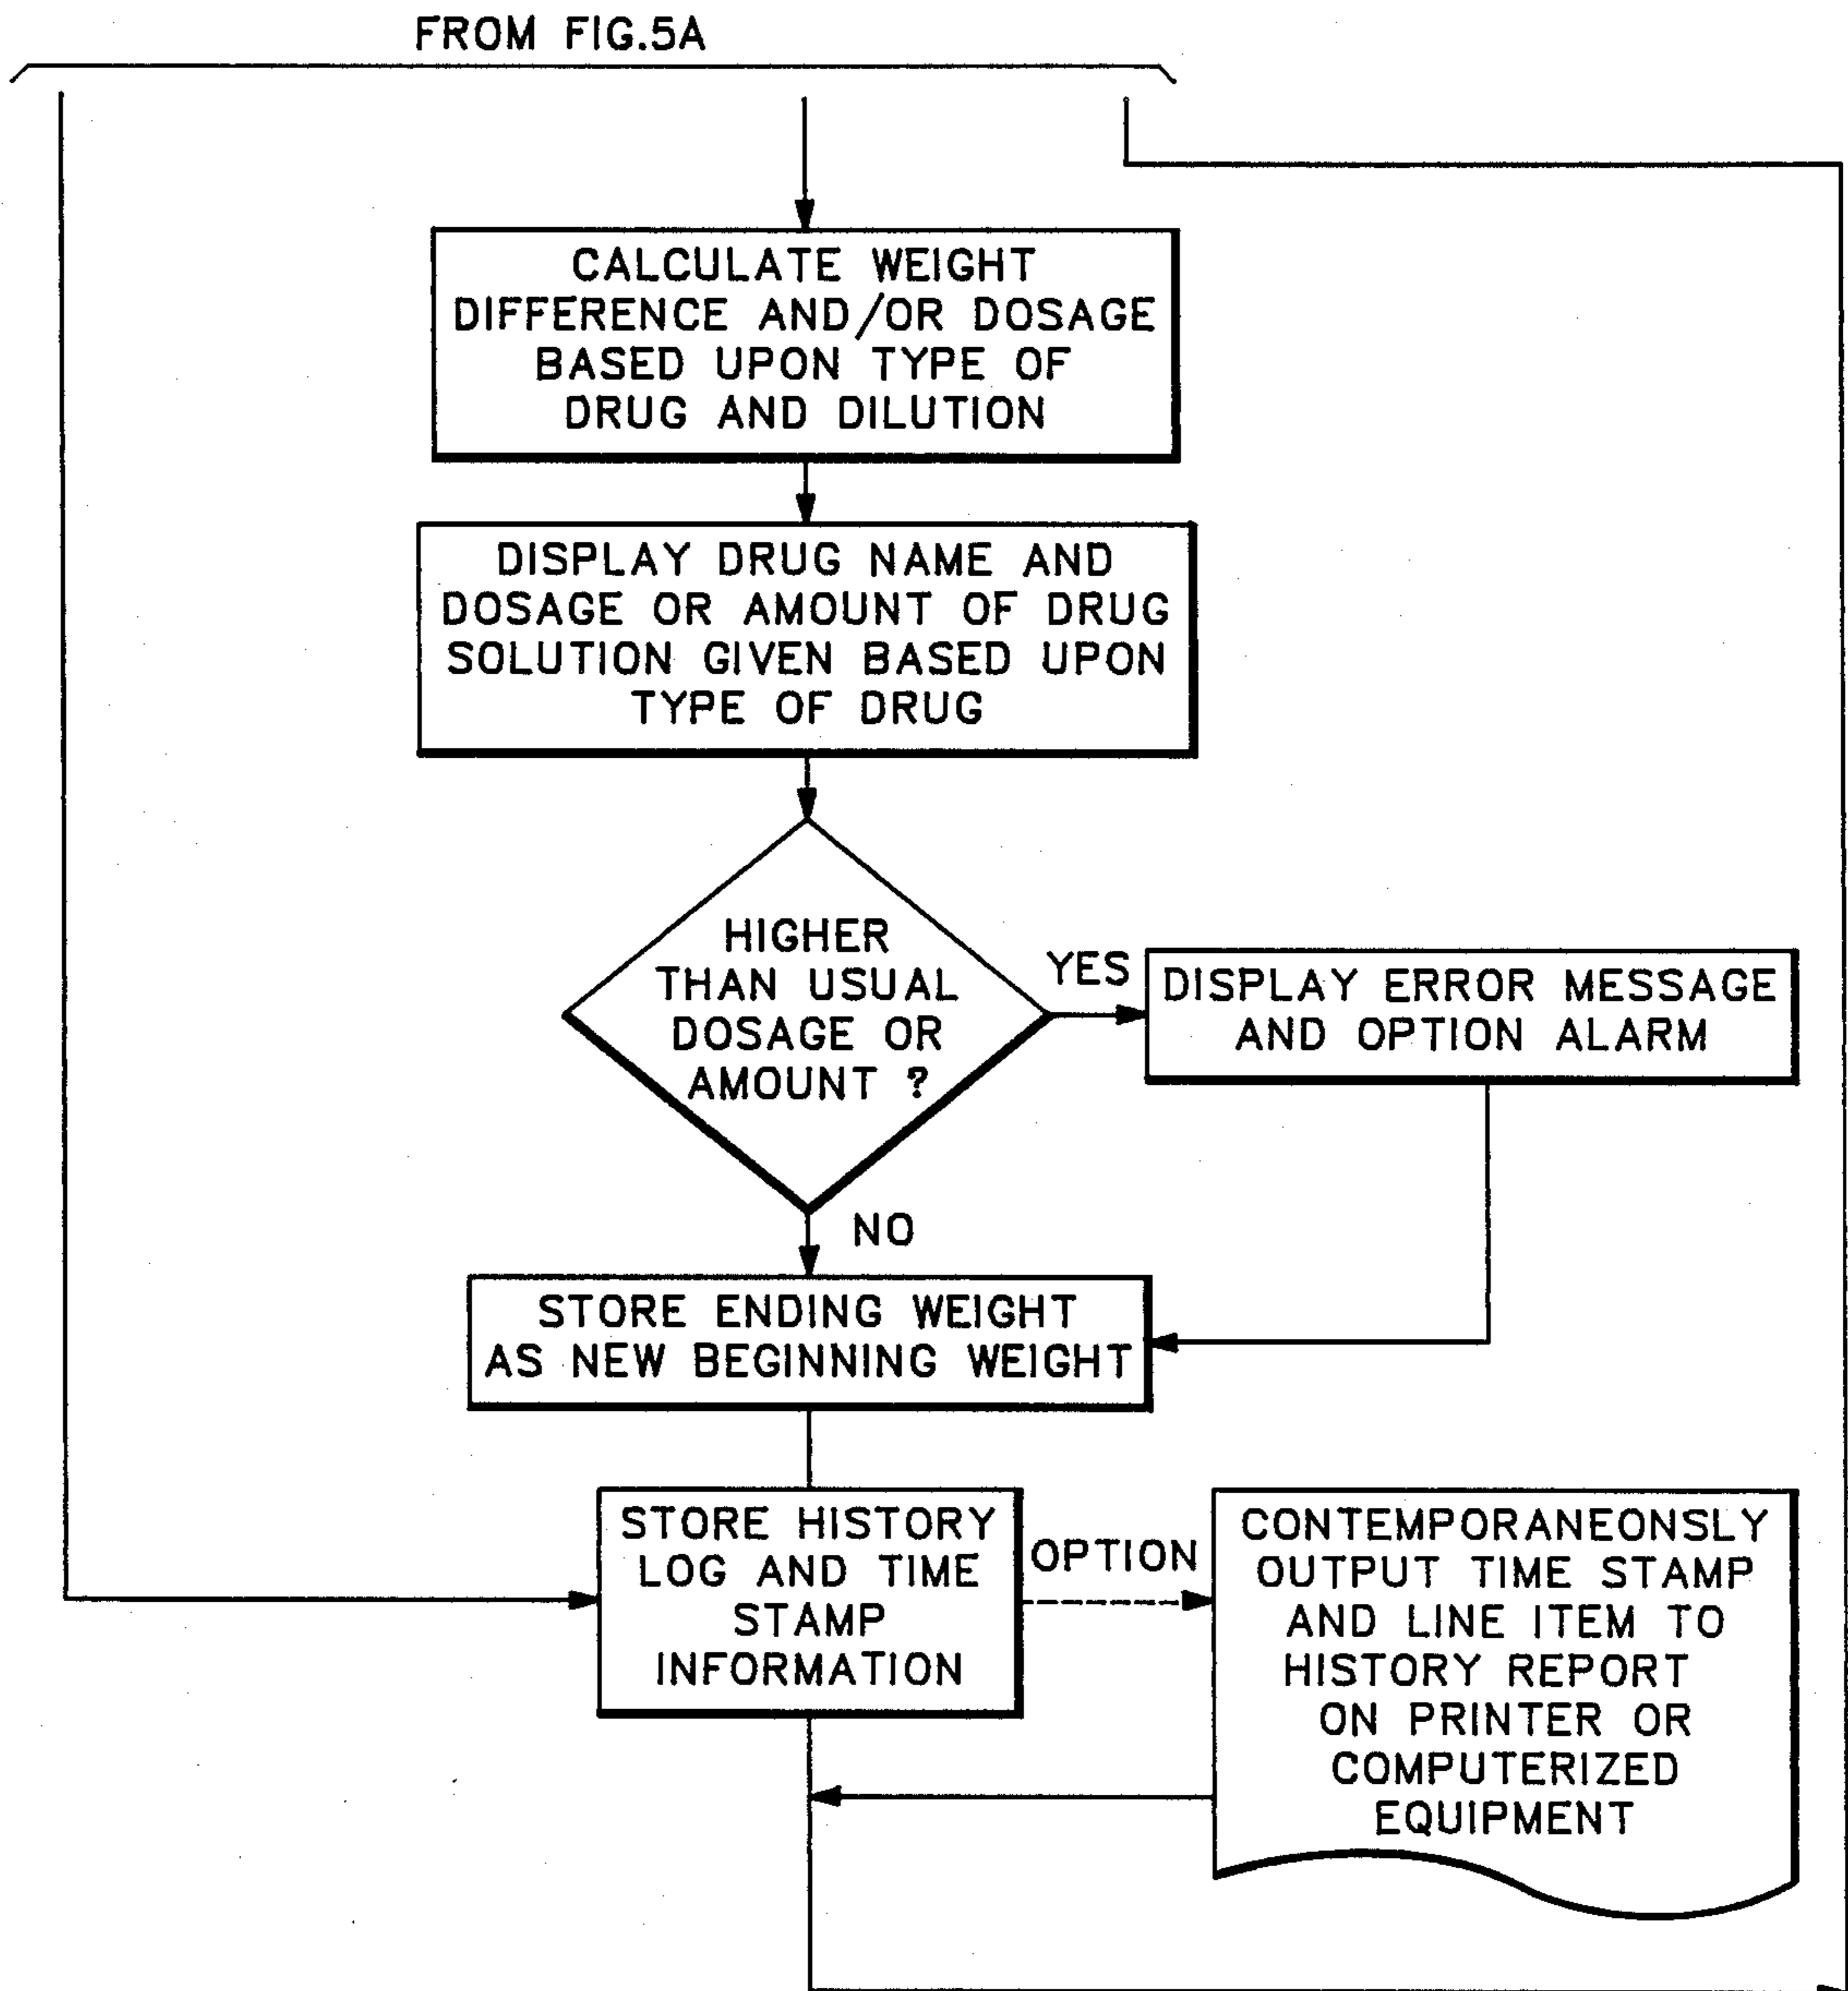 FROM FIG.5A
CALCULATE WEIGHT
DIFFERENCE AND/OR DOSAGE
BASED UPON TYPE OF
DRUG AND DILUTION
DISPLAY DRUG NAME AND
DOSAGE OR AMOUNT OF DRUG
SOLUTION GIVEN BASED UPON
TYPE OF DRUG
HIGHER
THAN USUAL
DOSAGE OR
AMOUNT ?
YES
DISPLAY ERROR MESSAGE
AND OPTION ALARM
NO
STORE ENDING WEIGHT
AS NEW BEGINNING WEIGHT
STORE HISTORY
LOG AND TIME
STAMP
INFORMATION
OPTION
CONTEMPORANEONSLY
OUTPUT TIME STAMP
AND LINE ITEM TO
HISTORY REPORT
ON PRINTER OR
COMPUTERIZED
EQUIPMENT